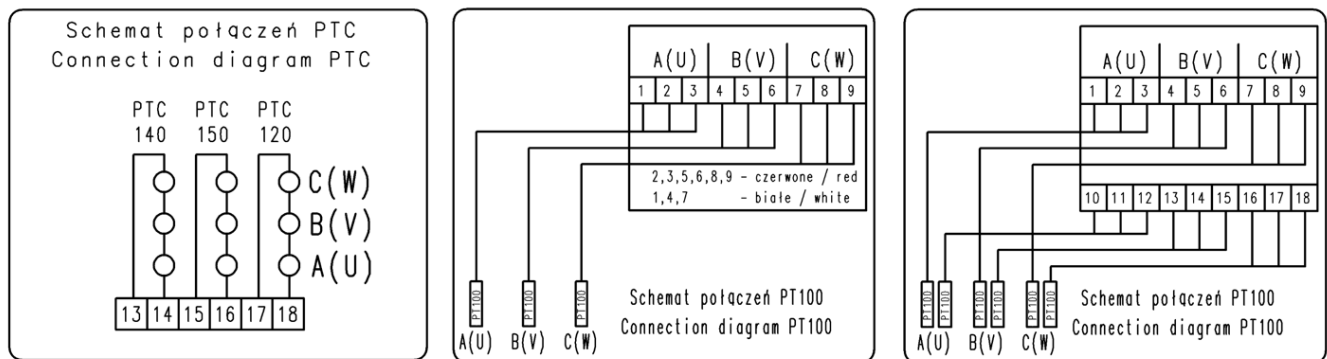 Schemat połączeń PTC
Connection diagram PTC
PTC PTC PTC
140 150 120
C(W)
B(V)
A(U)
13 14 15 16 17 18
A(U) B(V) C(W)
1 2 3 4 5 6 7 8 9
2,3,5,6,8,9 - czerwone / red
1,4,7 - białe / white
PT100 PT100 PT100
A(U) B(V) C(W)
Schemat połączeń PT100
Connection diagram PT100
A(U) B(V) C(W)
1 2 3 4 5 6 7 8 9
10 11 12 13 14 15 16 17 18
PT100 PT100 PT100 PT100 PT100 PT100
A(U) B(V) C(W)
Schemat połączeń PT100
Connection diagram PT100